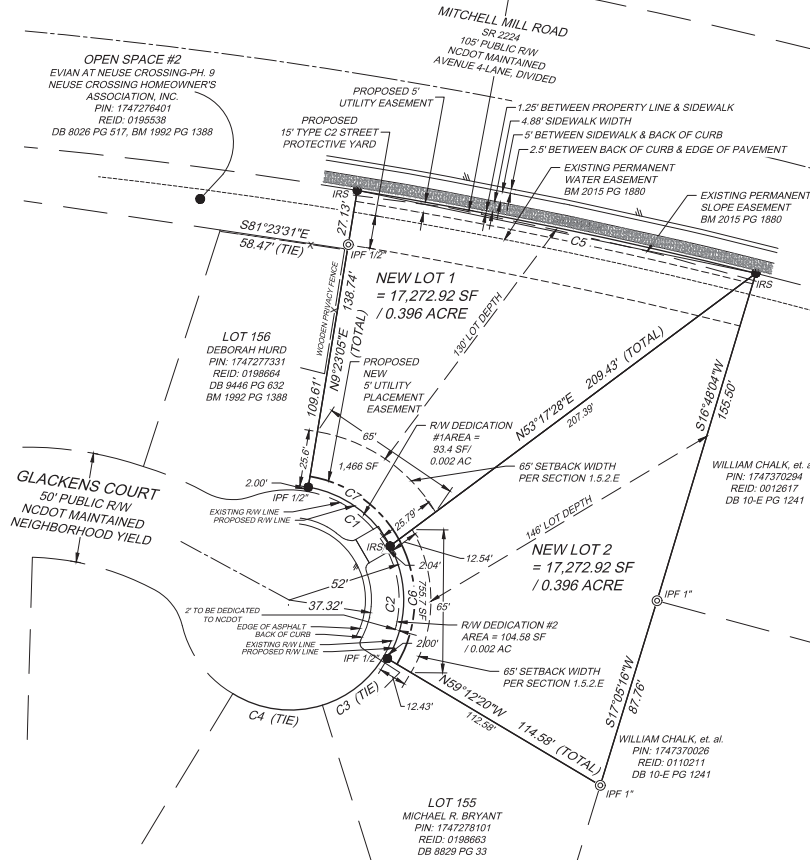 MITCHELL MILL ROAD
SR 2224
105' PUBLIC R/W
NCDOT MAINTAINED
AVENUE 4-LANE, DIVIDED
OPEN SPACE #2
EVIAN AT NEUSE CROSSING-PH. 9
NEUSE CROSSING HOMEOWNER'S
ASSOCIATION, INC.
PIN: 1747276401
REID: 0195538
DB 8026 PG 517, BM 1992 PG 1388
PROPOSED 5'
UTILITY EASEMENT
PROPOSED
15' TYPE C2 STREET
PROTECTIVE YARD
1.25' BETWEEN PROPERTY LINE & SIDEWALK
4.88' SIDEWALK WIDTH
5' BETWEEN SIDEWALK & BACK OF CURB
2.5' BETWEEN BACK OF CURB & EDGE OF PAVEMENT
EXISTING PERMANENT
WATER EASEMENT
BM 2015 PG 1880
EXISTING PERMANENT
SLOPE EASEMENT
BM 2015 PG 1880
IRS
27.13'
S81°23'31"E
58.47' (TIE)
X
IPF 1/2"
C5
IRS
NEW LOT 1
= 17,272.92 SF
/ 0.396 ACRE
WOODEN PRIVACY FENCE
109.61'
N9°23'05"E 138.74'
(TOTAL)
130' LOT DEPTH
LOT 156
DEBORAH HURD
PIN: 1747277331
REID: 0198664
DB 9446 PG 632
BM 1992 PG 1388
PROPOSED
NEW
5' UTILITY
PLACEMENT
EASEMENT
N53°17'28"E 209.43' (TOTAL)
207.39'
S16°48'04"W
155.50'
65'
R/W DEDICATION
#1AREA =
93.4 SF/
0.002 AC
25.6'
1,466 SF
65' SETBACK WIDTH
PER SECTION 1.5.2.E
WILLIAM CHALK, et. a
PIN: 1747370294
REID: 0012617
DB 10-E PG 1241
GLACKENS COURT
50' PUBLIC R/W
NCDOT MAINTAINED
NEIGHBORHOOD YIELD
2.00'
IPF 1/2"
EXISTING R/W LINE
PROPOSED R/W LINE
C7
C1
25.79'
146' LOT DEPTH
IRS
12.54'
2.04'
NEW LOT 2
= 17,272.92 SF
/ 0.396 ACRE
52'
37.32'
C2
C6
755.7 SF
65'
2' TO BE DEDICATED
TO NCDOT
EDGE OF ASPHALT
BACK OF CURB
EXISTING R/W LINE
PROPOSED R/W LINE
R/W DEDICATION #2
AREA = 104.58 SF
/ 0.002 AC
IPF 1"
2.00'
IPF 1/2"
65' SETBACK WIDTH
PER SECTION 1.5.2.E
C3 (TIE)
C4 (TIE)
12.43'
N59°12'20"W 114.58' (TOTAL)
112.58'
S17°05'16"W
87.76'
WILLIAM CHALK, et. al.
PIN: 1747370026
REID: 0110211
DB 10-E PG 1241
IPF 1"
LOT 155
MICHAEL R. BRYANT
PIN: 1747278101
REID: 0198663
DB 8829 PG 33